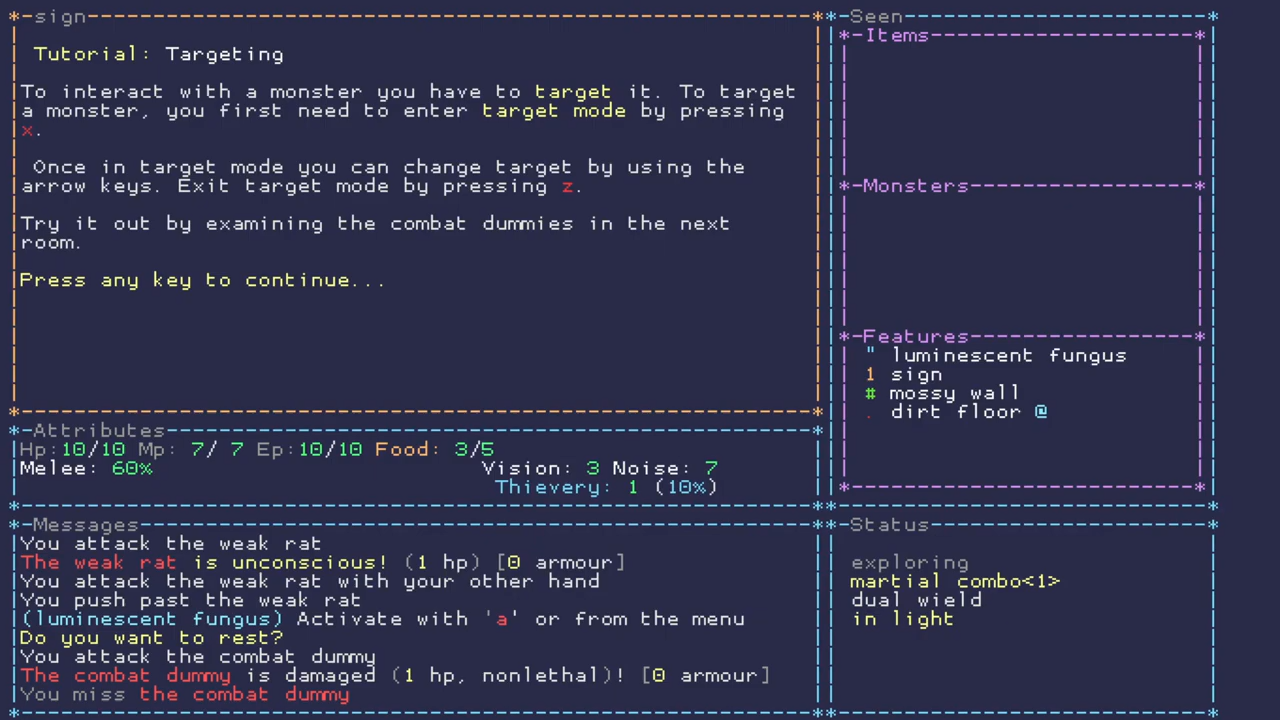 sign
Tutorial: Targeting
To interact with a monster you have to target it. To target
a monster, you first need to enter target mode by pressing
x.
Once in target mode you can change target by using the
arrow keys. Exit target mode by pressing z.
Try it out by examining the combat dummies in the next
room.
Press any key to continue...
Attributes
Hp:10/10 Mp: 7/ 7 Ep:10/10 Food: 3/5
Melee: 60% Vision: 3 Noise: 7
Thievery: 1 (10%)
Messages
You attack the weak rat
The weak rat is unconscious! (1 hp) [0 armour]
You attack the weak rat with your other hand
You push past the weak rat
(luminescent fungus) Activate with 'a' or from the menu
Do you want to rest?
You attack the combat dummy
The combat dummy is damaged (1 hp, nonlethal)! [0 armour]
You miss the combat dummy
Seen
Items
Monsters
Features
" luminescent fungus
1 sign
# mossy wall
. dirt floor @
Status
exploring
martial combo<1>
dual wield
in light